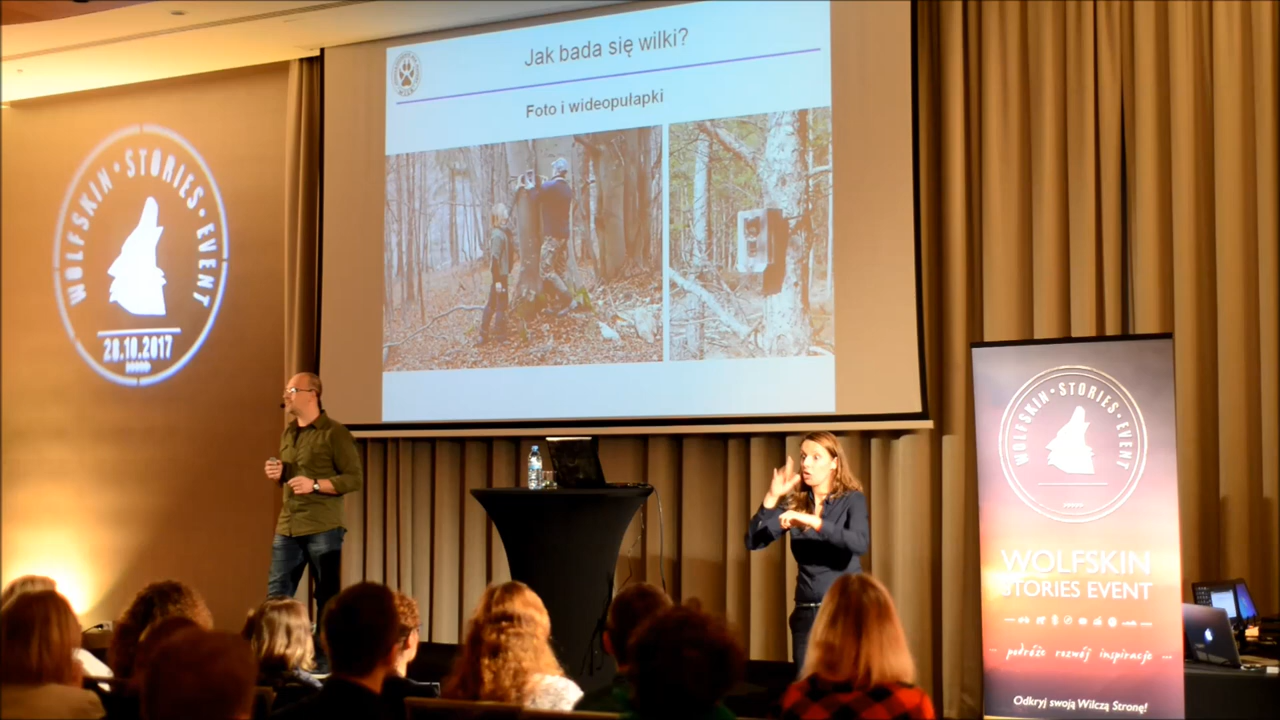 Jak bada się wilki?
Foto i wideopułapki
WOLFSKIN • STORIES • EVENT
28.10.2017
WOLFSKIN • STORIES • EVENT
WOLFSKIN
STORIES EVENT
podróże rozwój inspiracje
Odkryj swoją Wilczą Stronę!